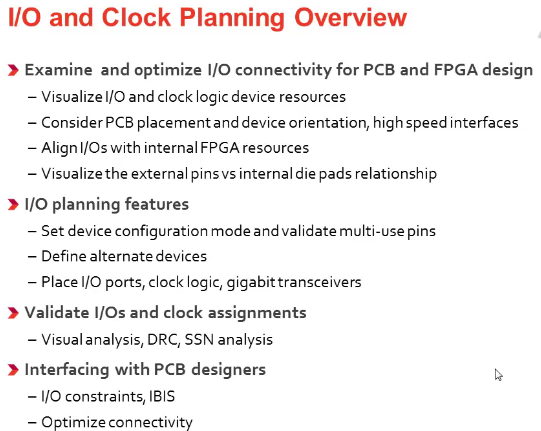 I/O and Clock Planning Overview
Examine and optimize I/O connectivity for PCB and FPGA design
– Visualize I/O and clock logic device resources
– Consider PCB placement and device orientation, high speed interfaces
– Align I/Os with internal FPGA resources
– Visualize the external pins vs internal die pads relationship
I/O planning features
– Set device configuration mode and validate multi-use pins
– Define alternate devices
– Place I/O ports, clock logic, gigabit transceivers
Validate I/Os and clock assignments
– Visual analysis, DRC, SSN analysis
Interfacing with PCB designers
– I/O constraints, IBIS
– Optimize connectivity